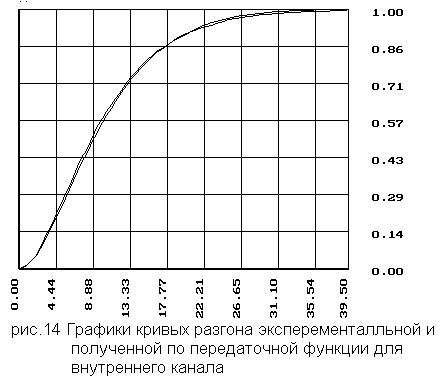 1.00
0.86
0.71
0.57
0.43
0.29
0.14
0.00
0.00 4.44 8.88 13.33 17.77 22.21 26.65 31.10 35.54 39.50
рис.14 Графики кривых разгона эксперементалльной и
полученной по передаточной функции для
внутреннего канала